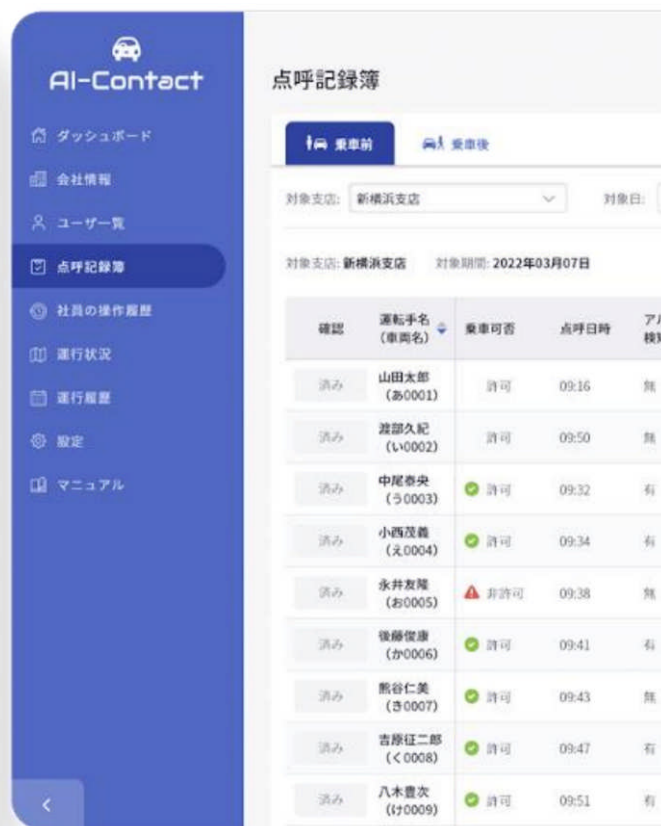 AI-Contact
ダッシュボード
会社情報
ユーザ一覧
点呼記録簿
社員の操作履歴
運行状況
運行履歴
設定
マニュアル
点呼記録簿
乗車前 乗車後
対象支店: 新横浜支店 対象日:
対象支店: 新横浜支店 対象期間: 2022年03月07日
確認 運転手名 乗車可否 点呼日時
(車両名)
済み 山田太郎 許可 09:16 無
(あ0001)
済み 渡部久紀 許可 09:50 無
(い0002)
済み 中尾泰央 許可 09:32 有
(う0003)
済み 小西茂義 許可 09:34 有
(え0004)
済み 永井友隆 非許可 09:38 無
(お0005)
済み 後藤俊康 許可 09:41 有
(か0006)
済み 熊谷仁美 許可 09:43 無
(き0007)
済み 吉原征二郎 許可 09:47 有
(く0008)
済み 八木豊次 許可 09:51 有
(け0009)